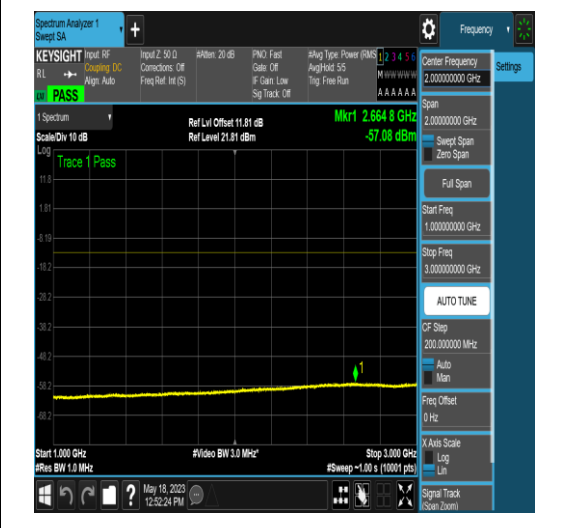 Spectrum Analyzer 1
Swept SA
+
Frequency
KEYSIGHT
Input: RF
Coupling: DC
Align: Auto
Input Z: 50 Ω
Corrections: Off
Freq Ref: Int (S)
#Atten: 20 dB
PNO: Fast
Gate: Off
IF Gain: Low
Sig Track: Off
#Avg Type: Power (RMS
Avg|Hold: 5/5
Trig: Free Run
1 2 3 4 5 6
M W W W W W
A A A A A A
RL
PASS
1 Spectrum
Scale/Div 10 dB
Ref Lvl Offset 11.81 dB
Ref Level 21.81 dBm
Mkr1 2.664 8 GHz
-57.08 dBm
Log
Trace 1 Pass
11.8
1.81
-8.19
-18.2
-28.2
-38.2
-48.2
-58.2
-68.2
1
Start 1.000 GHz
#Res BW 1.0 MHz
#Video BW 3.0 MHz*
Stop 3.000 GHz
#Sweep ~1.00 s (10001 pts)
?
May 18, 2023
12:52:24 PM
Center Frequency
2.000000000 GHz
Settings
Span
2.00000000 GHz
Swept Span
Zero Span
Full Span
Start Freq
1.000000000 GHz
Stop Freq
3.000000000 GHz
AUTO TUNE
CF Step
200.000000 MHz
Auto
Man
Freq Offset
0 Hz
X Axis Scale
Log
Lin
Signal Track
(Span Zoom)